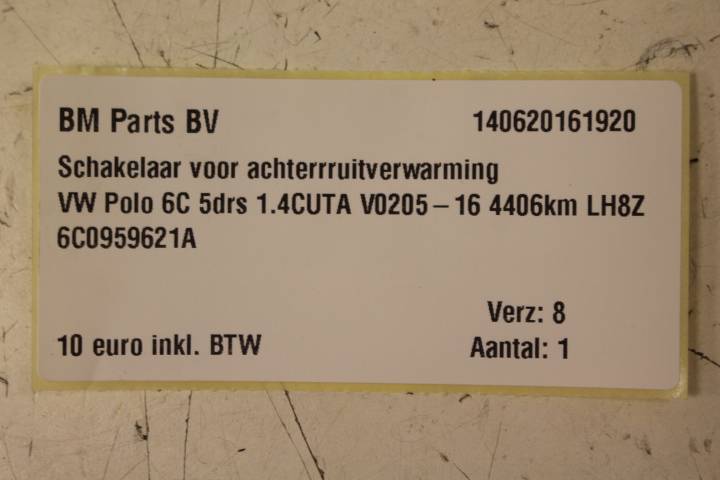 BM Parts BV 140620161920
Schakelaar voor achterrruitverwarming
VW Polo 6C 5drs 1.4CUTA V0205-16 4406km LH8Z
6C0959621A
Verz: 8
10 euro inkl. BTW Aantal: 1